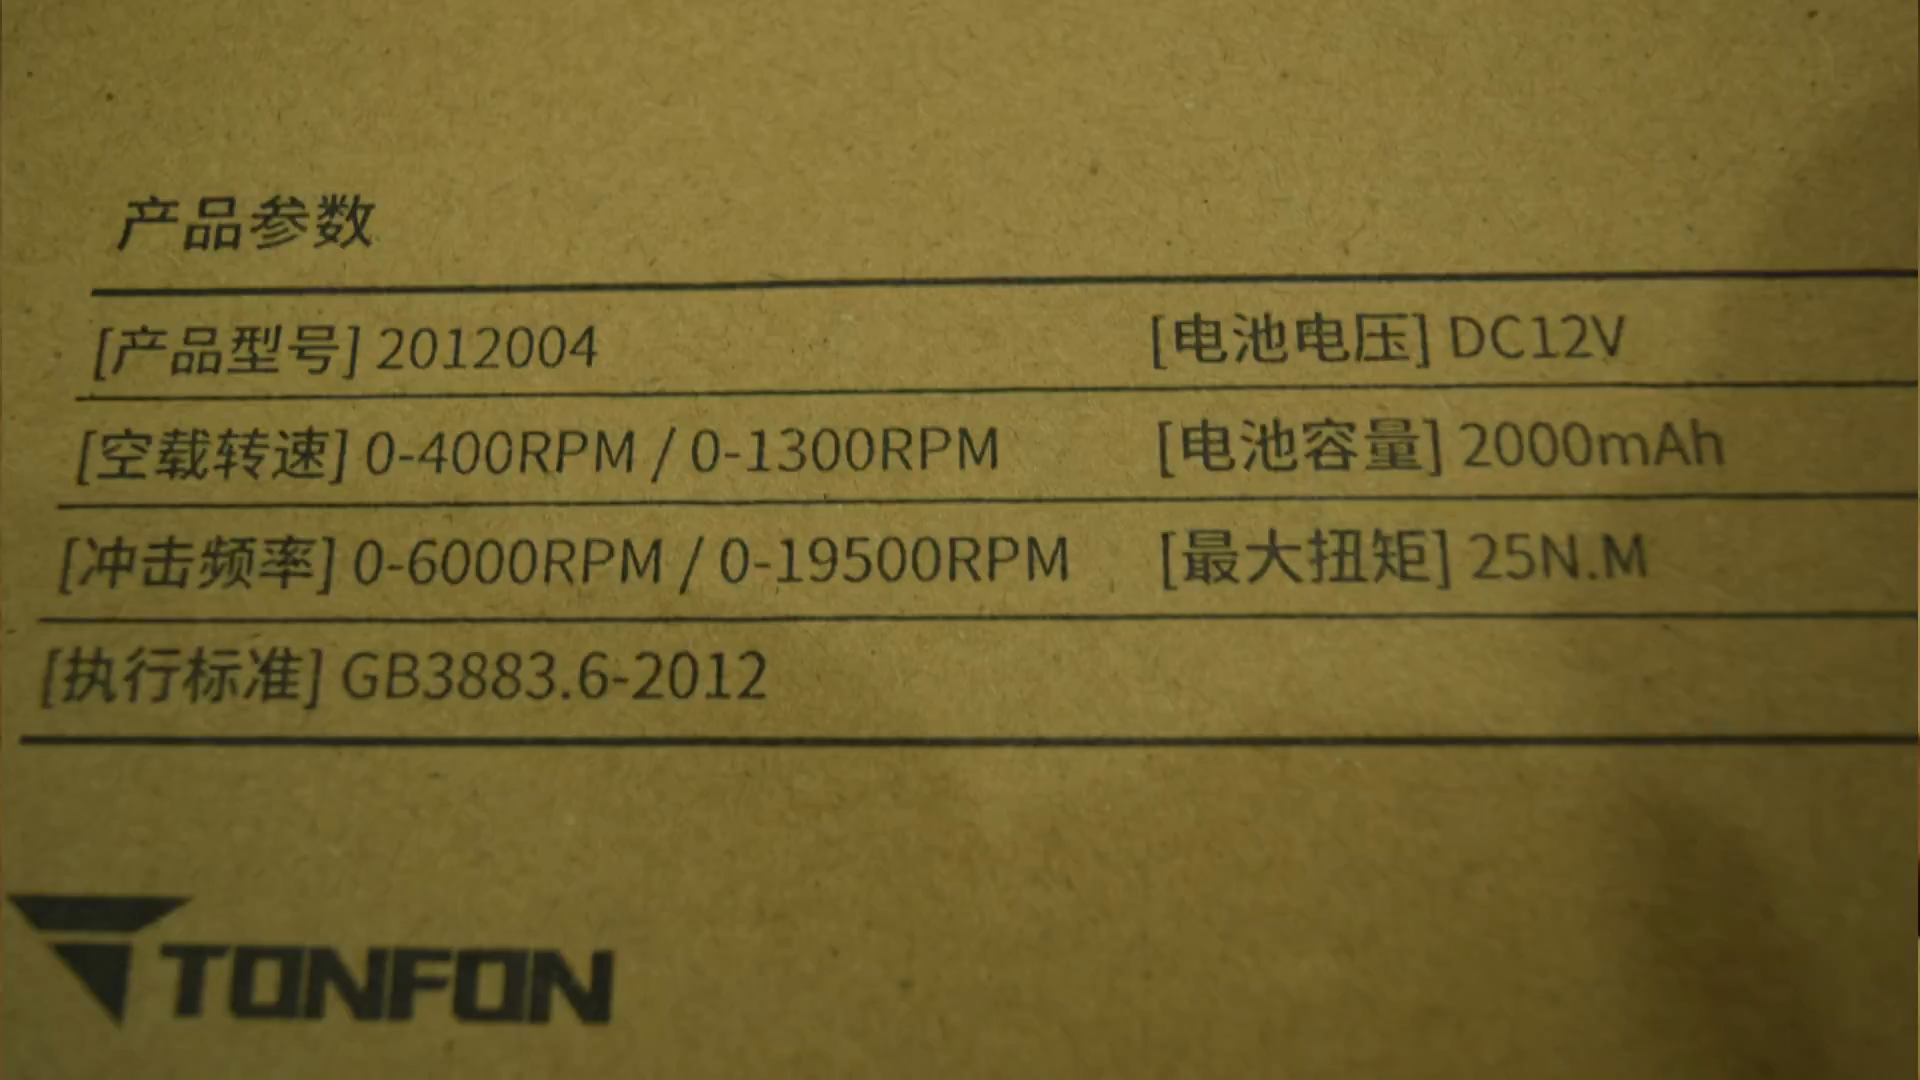 产品参数
[产品型号] 2012004 [电池电压] DC12V
[空载转速] 0-400RPM / 0-1300RPM [电池容量] 2000mAh
[冲击频率] 0-6000RPM / 0-19500RPM [最大扭矩] 25N.M
[执行标准] GB3883.6-2012
TONFON